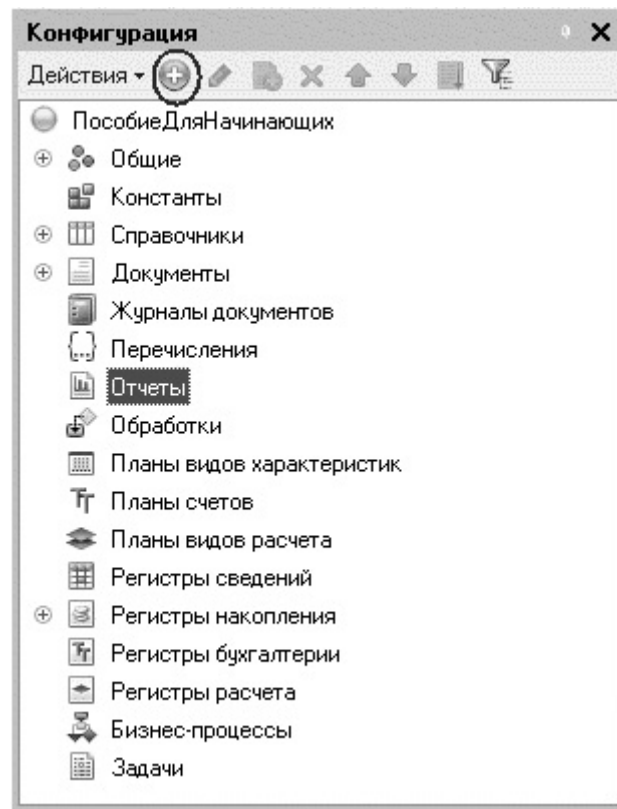 Конфигурация
Действия
ПособиеДляНачинающих
Общие
Константы
Справочники
Документы
Журналы документов
Перечисления
Отчеты
Обработки
Планы видов характеристик
Планы счетов
Планы видов расчета
Регистры сведений
Регистры накопления
Регистры бухгалтерии
Регистры расчета
Бизнес-процессы
Задачи